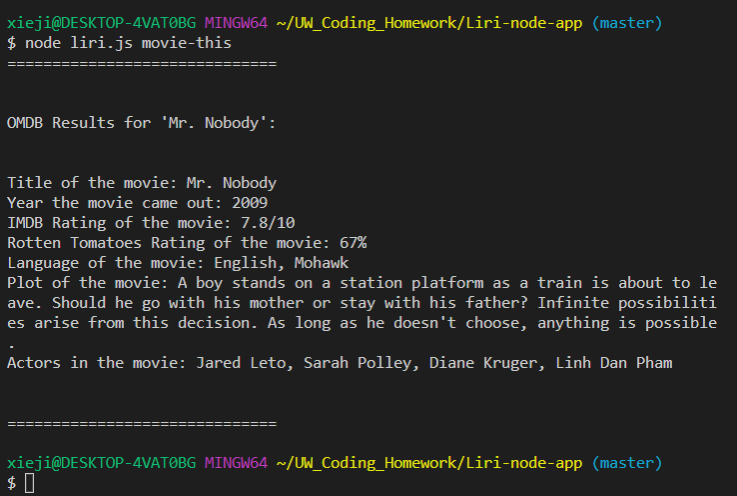 xieji@DESKTOP-4VAT0BG MINGW64 ~/UW_Coding_Homework/Liri-node-app (master)
$ node liri.js movie-this
==============================
OMDB Results for 'Mr. Nobody':
Title of the movie: Mr. Nobody
Year the movie came out: 2009
IMDB Rating of the movie: 7.8/10
Rotten Tomatoes Rating of the movie: 67%
Language of the movie: English, Mohawk
Plot of the movie: A boy stands on a station platform as a train is about to le
ave. Should he go with his mother or stay with his father? Infinite possibiliti
es arise from this decision. As long as he doesn't choose, anything is possible
.
Actors in the movie: Jared Leto, Sarah Polley, Diane Kruger, Linh Dan Pham
==============================
xieji@DESKTOP-4VAT0BG MINGW64 ~/UW_Coding_Homework/Liri-node-app (master)
$